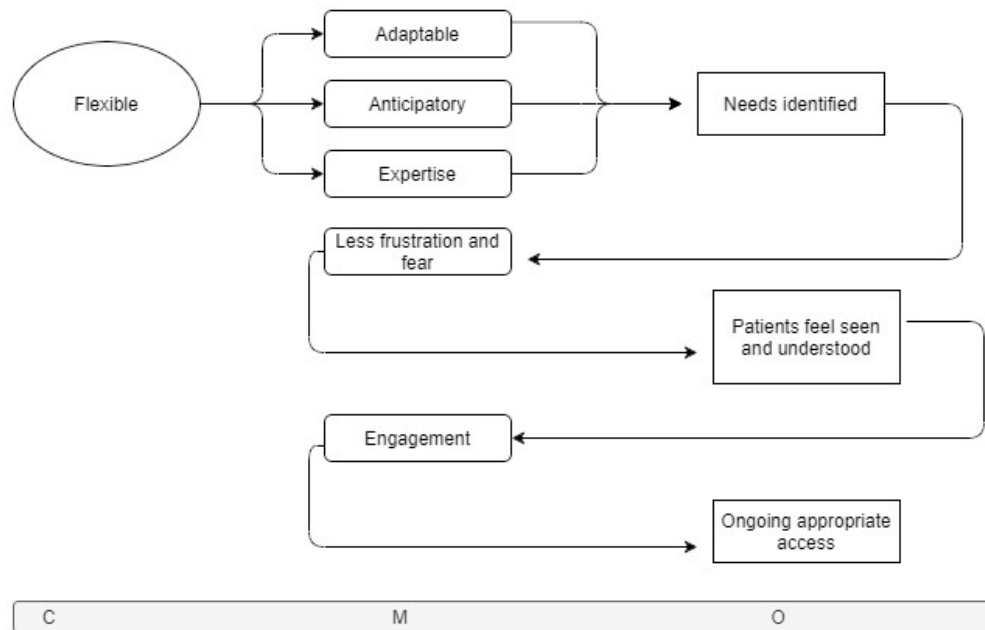 Adaptable
Flexible
Anticipatory
Needs identified
Expertise
Less frustration and
fear
Patients feel seen
and understood
Engagement
Ongoing appropriate
access
C M O